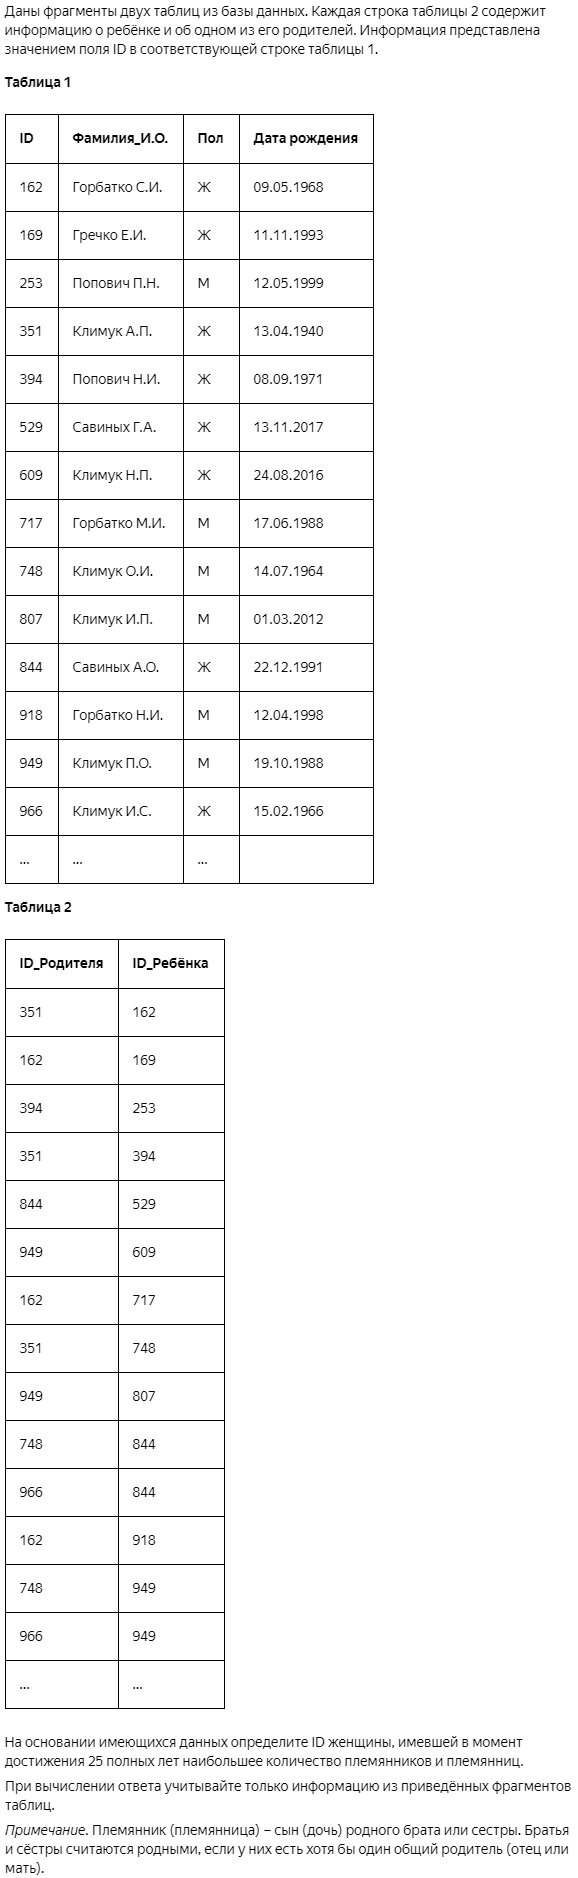 Даны фрагменты двух таблиц из базы данных. Каждая строка таблицы 2 содержит
информацию о ребёнке и об одном из его родителей. Информация представлена
значением поля ID в соответствующей строке таблицы 1.
Таблица 1
ID Фамилия_И.О. Пол Дата рождения
162 Горбатко С.И. Ж 09.05.1968
169 Гречко Е.И. Ж 11.11.1993
253 Попович П.Н. М 12.05.1999
351 Климук А.П. Ж 13.04.1940
394 Попович Н.И. Ж 08.09.1971
529 Савиных Г.А. Ж 13.11.2017
609 Климук Н.П. Ж 24.08.2016
717 Горбатко М.И. М 17.06.1988
748 Климук О.И. М 14.07.1964
807 Климук И.П. М 01.03.2012
844 Савиных А.О. Ж 22.12.1991
918 Горбатко Н.И. М 12.04.1998
949 Климук П.О. М 19.10.1988
966 Климук И.С. Ж 15.02.1966
... ... ...
Таблица 2
ID_Родителя ID_Ребёнка
351 162
162 169
394 253
351 394
844 529
949 609
162 717
351 748
949 807
748 844
966 844
162 918
748 949
966 949
... ...
На основании имеющихся данных определите ID женщины, имевшей в момент
достижения 25 полных лет наибольшее количество племянников и племянниц.
При вычислении ответа учитывайте только информацию из приведённых фрагментов
таблиц.
Примечание. Племянник (племянница) – сын (дочь) родного брата или сестры. Братья
и сёстры считаются родными, если у них есть хотя бы один общий родитель (отец или
мать).